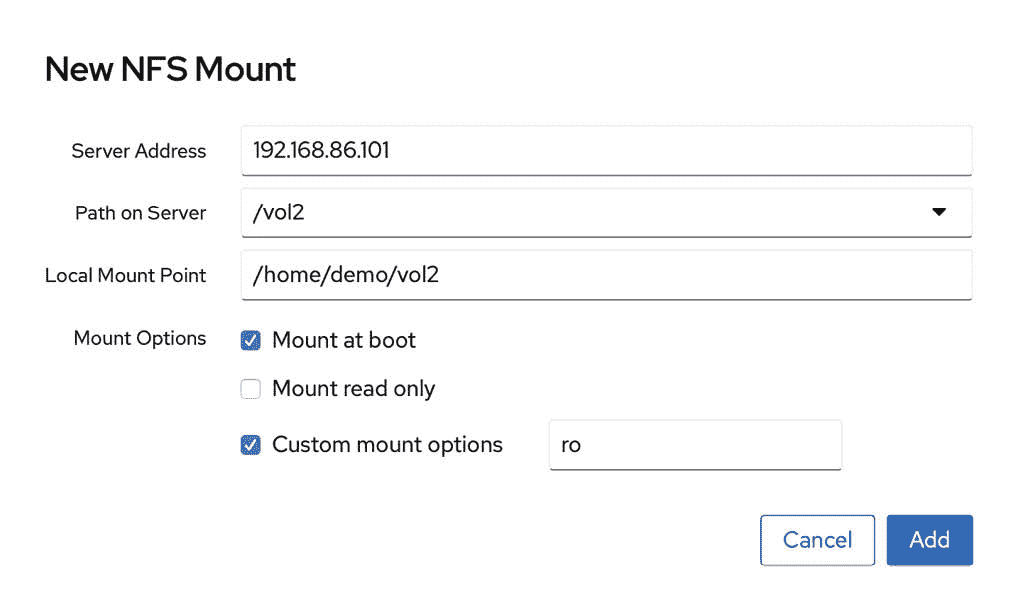 New NFS Mount
Server Address 192.168.86.101
Path on Server /vol2
Local Mount Point /home/demo/vol2
Mount Options Mount at boot
Mount read only
Custom mount options ro
Cancel Add